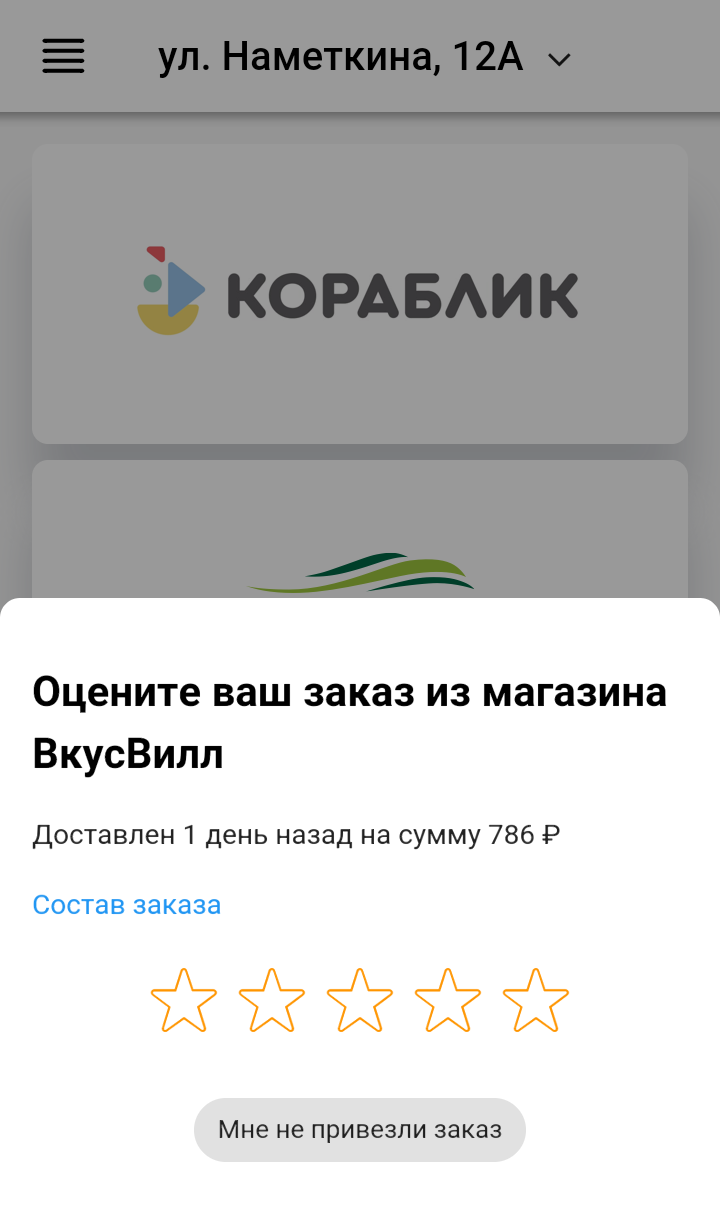 ул. Наметкина, 12А
КОРАБЛИК
Оцените ваш заказ из магазина
ВкусВилл
Доставлен 1 день назад на сумму 786 ₽
Состав заказа
Мне не привезли заказ